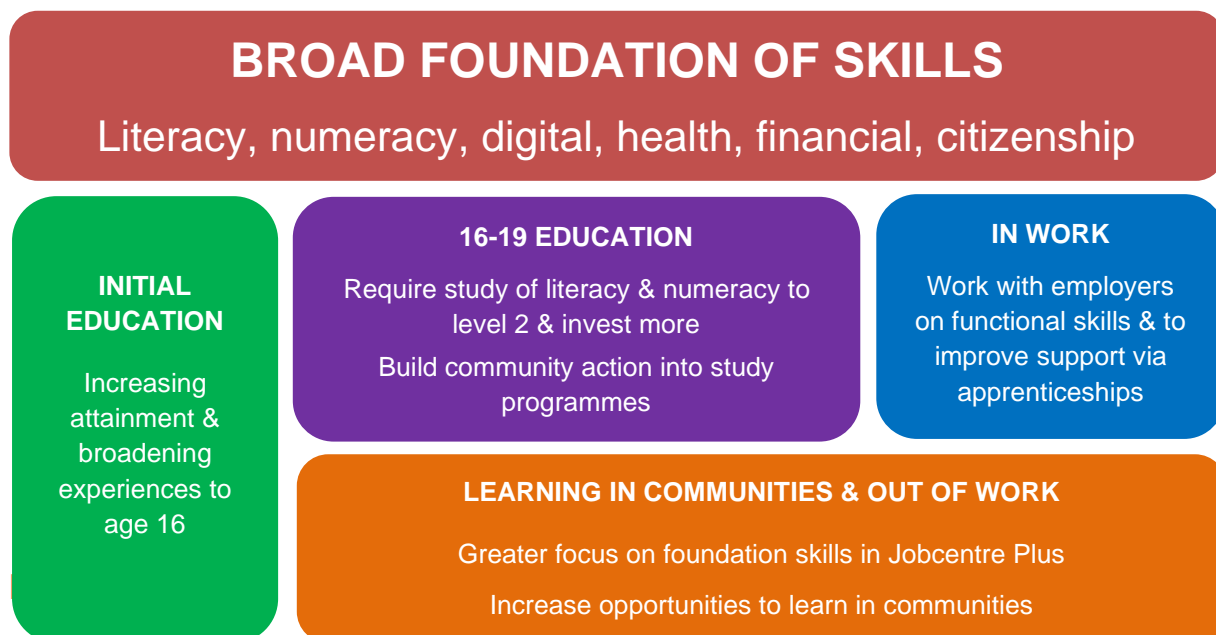 BROAD FOUNDATION OF SKILLS
Literacy, numeracy, digital, health, financial, citizenship
INITIAL
EDUCATION
Increasing
attainment &
broadening
experiences to
age 16
16-19 EDUCATION
Require study of literacy & numeracy to
level 2 & invest more
Build community action into study
programmes
IN WORK
Work with employers
on functional skills & to
improve support via
apprenticeships
LEARNING IN COMMUNITIES & OUT OF WORK
Greater focus on foundation skills in Jobcentre Plus
Increase opportunities to learn in communities